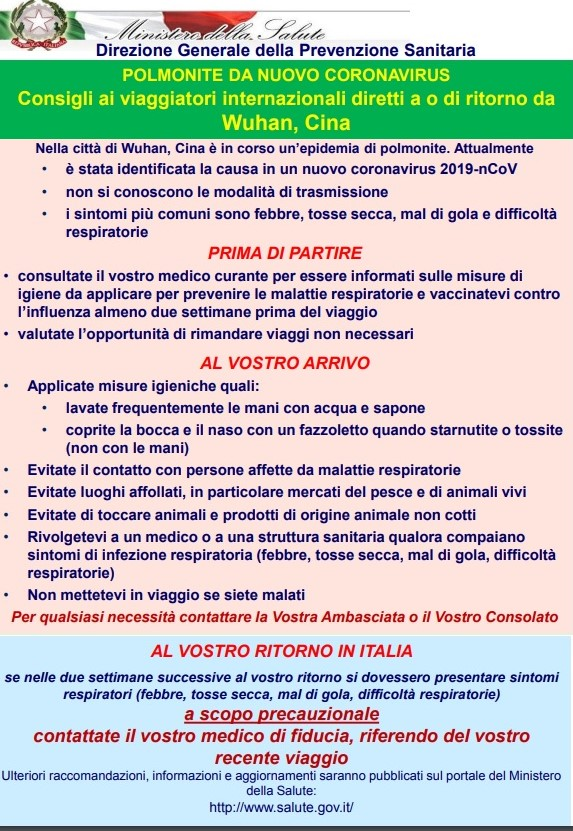 Ministero della Salute
Direzione Generale della Prevenzione Sanitaria
POLMONITE DA NUOVO CORONAVIRUS
Consigli ai viaggiatori internazionali diretti a o di ritorno da
Wuhan, Cina
Nella città di Wuhan, Cina è in corso un'epidemia di polmonite. Attualmente
• è stata identificata la causa in un nuovo coronavirus 2019-nCoV
• non si conoscono le modalità di trasmissione
• i sintomi più comuni sono febbre, tosse secca, mal di gola e difficoltà
respiratorie
PRIMA DI PARTIRE
• consultate il vostro medico curante per essere informati sulle misure di
igiene da applicare per prevenire le malattie respiratorie e vaccinatevi contro
l'influenza almeno due settimane prima del viaggio
• valutate l'opportunità di rimandare viaggi non necessari
AL VOSTRO ARRIVO
• Applicate misure igieniche quali:
• lavate frequentemente le mani con acqua e sapone
• coprite la bocca e il naso con un fazzoletto quando starnutite o tossite
(non con le mani)
• Evitate il contatto con persone affette da malattie respiratorie
• Evitate luoghi affollati, in particolare mercati del pesce e di animali vivi
• Evitate di toccare animali e prodotti di origine animale non cotti
• Rivolgetevi a un medico o a una struttura sanitaria qualora compaiano
sintomi di infezione respiratoria (febbre, tosse secca, mal di gola, difficoltà
respiratorie)
• Non mettetevi in viaggio se siete malati
Per qualsiasi necessità contattare la Vostra Ambasciata o il Vostro Consolato
AL VOSTRO RITORNO IN ITALIA
se nelle due settimane successive al vostro ritorno si dovessero presentare sintomi
respiratori (febbre, tosse secca, mal di gola, difficoltà respiratorie)
a scopo precauzionale
contattate il vostro medico di fiducia, riferendo del vostro
recente viaggio
Ulteriori raccomandazioni, informazioni e aggiornamenti saranno pubblicati sul portale del Ministero
della Salute:
http://www.salute.gov.it/